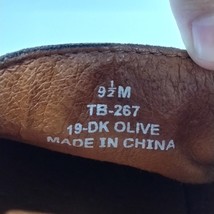 9½M
TB-267
19-DK OLIVE
MADE IN CHINA